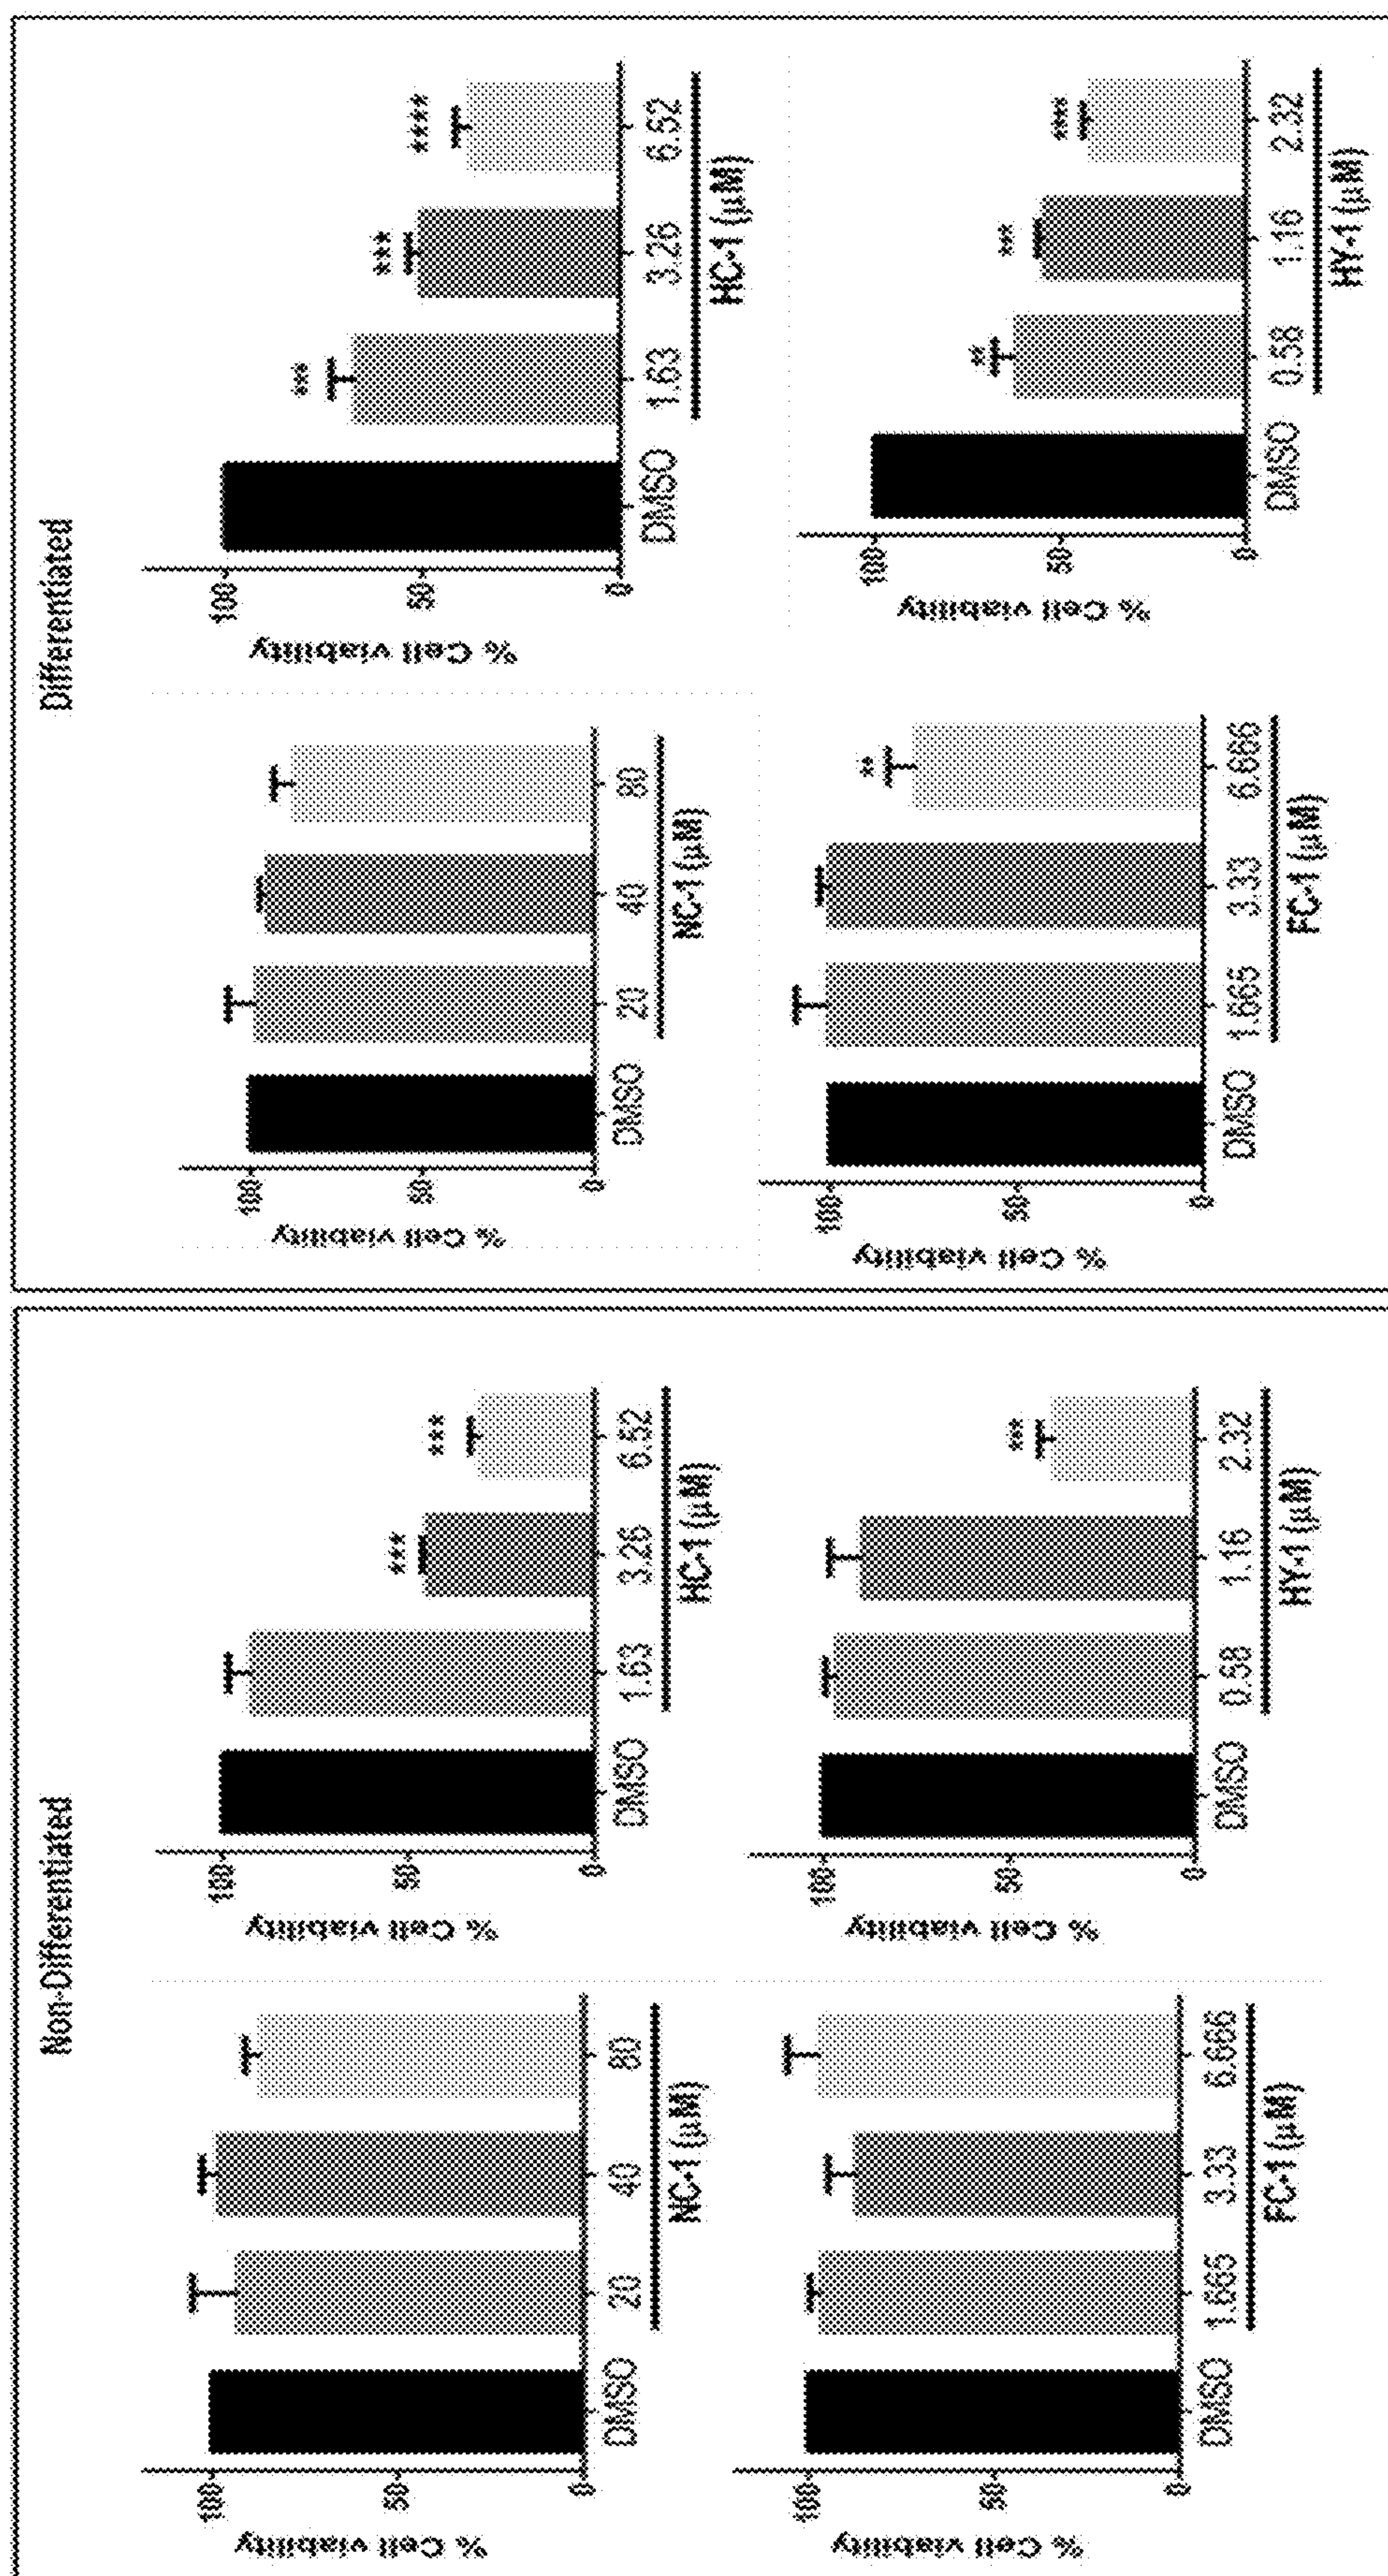 Non-Differentiated
% Cell viability
100
50
0
DMSO
20
40
80
NC-1 (µM)
% Cell viability
100
50
0
***
***
DMSO
1.63
3.26
6.52
HC-1 (µM)
% Cell viability
100
50
0
DMSO
1.665
3.33
6.666
FC-1 (µM)
% Cell viability
100
50
0
***
DMSO
0.58
1.16
2.32
HY-1 (µM)
Differentiated
% Cell viability
100
50
0
DMSO
20
40
80
NC-1 (µM)
% Cell viability
100
50
0
***
***
****
DMSO
1.63
3.26
6.52
HC-1 (µM)
% Cell viability
100
50
0
**
DMSO
1.665
3.33
6.666
FC-1 (µM)
% Cell viability
100
50
0
**
***
****
DMSO
0.58
1.16
2.32
HY-1 (µM)